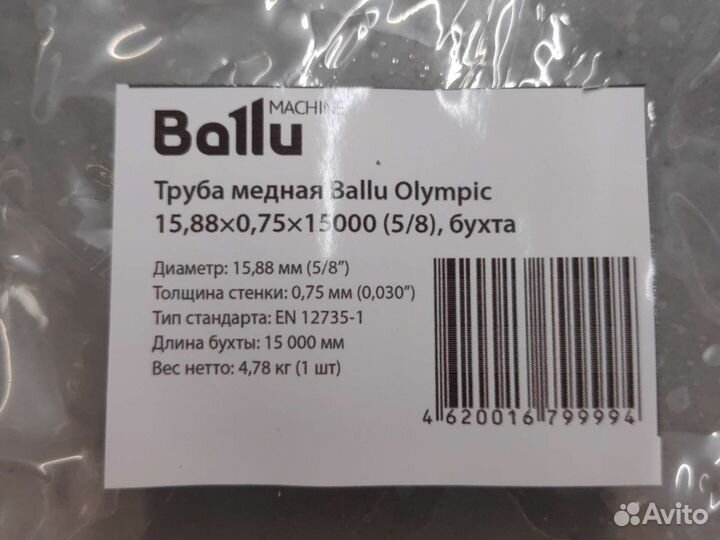 Ballu
MACHINE
Труба медная Ballu Olympic
15,88×0,75×15000 (5/8), бухта
Диаметр: 15,88 мм (5/8”)
Толщина стенки: 0,75 мм (0,030”)
Тип стандарта: EN 12735-1
Длина бухты: 15 000 мм
Вес нетто: 4,78 кг (1 шт)
4 620016 799994
Avito